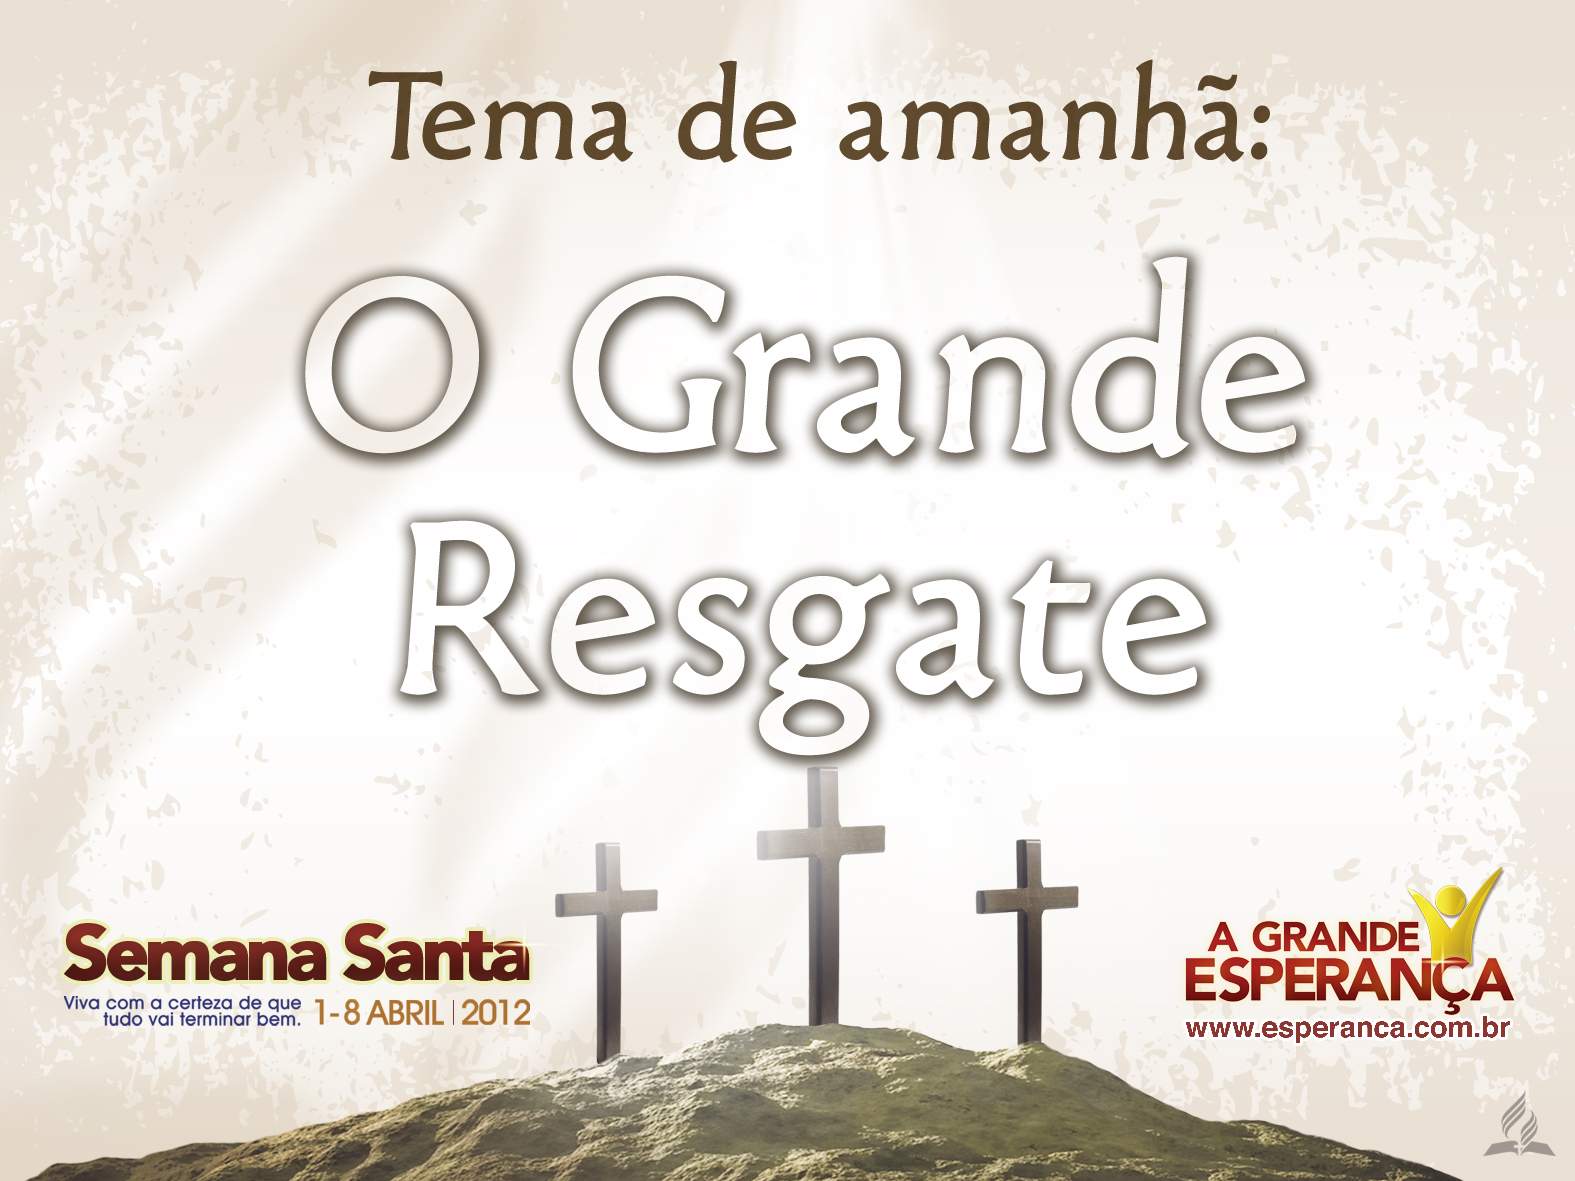 Tema de amanhã:
O Grande
Resgate
Semana Santa
Viva com a certeza de que
tudo vai terminar bem.
1-8 ABRIL | 2012
A GRANDE
ESPERANÇA
www.esperanca.com.br